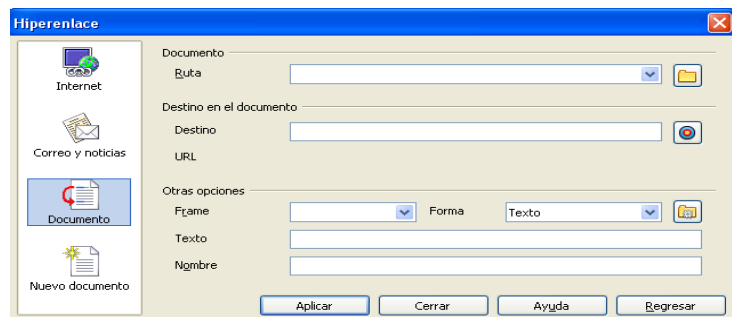 Hiperenlace
Internet
Correo y noticias
Documento
Nuevo documento
Documento
Ruta
Destino en el documento
Destino
URL
Otras opciones
Frame
Forma
Texto
Texto
Nombre
Aplicar
Cerrar
Ayuda
Regresar